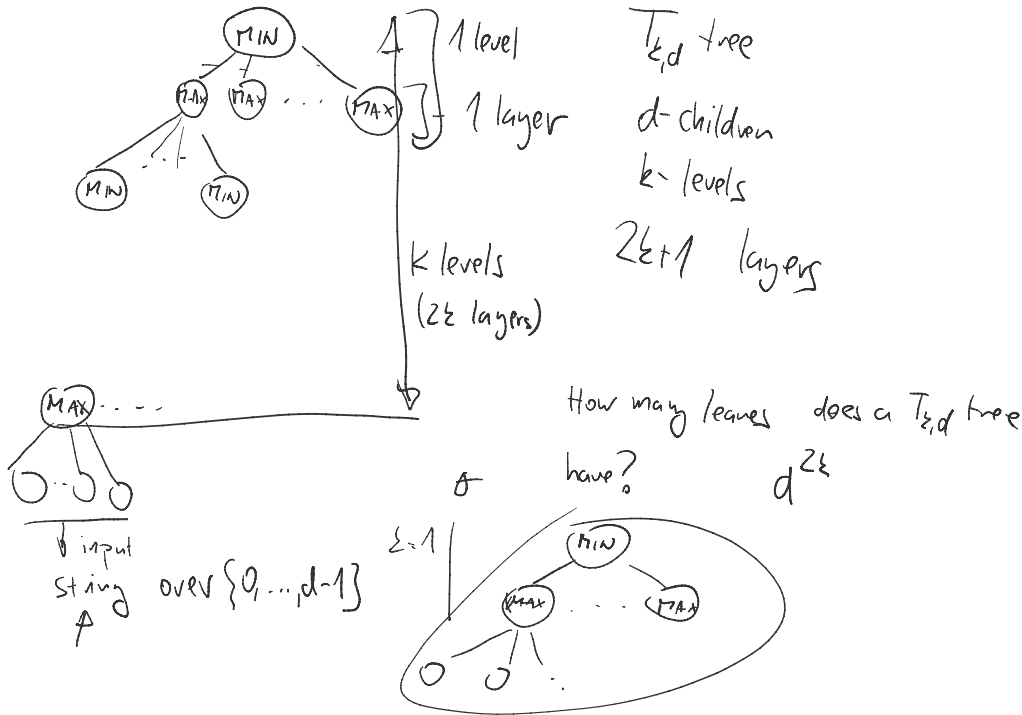 MIN
1 level
T_{k,d} tree
MAX MAX .... MAX
1 layer
d-children
MIN MIN
k-levels
2k+1 layers
k levels
(2k layers)
MAX
How many leaves does a T_{k,d} tree
have? d^{2k}
k=1
MIN
input
string over {0,...,d-1}
MAX .... MAX